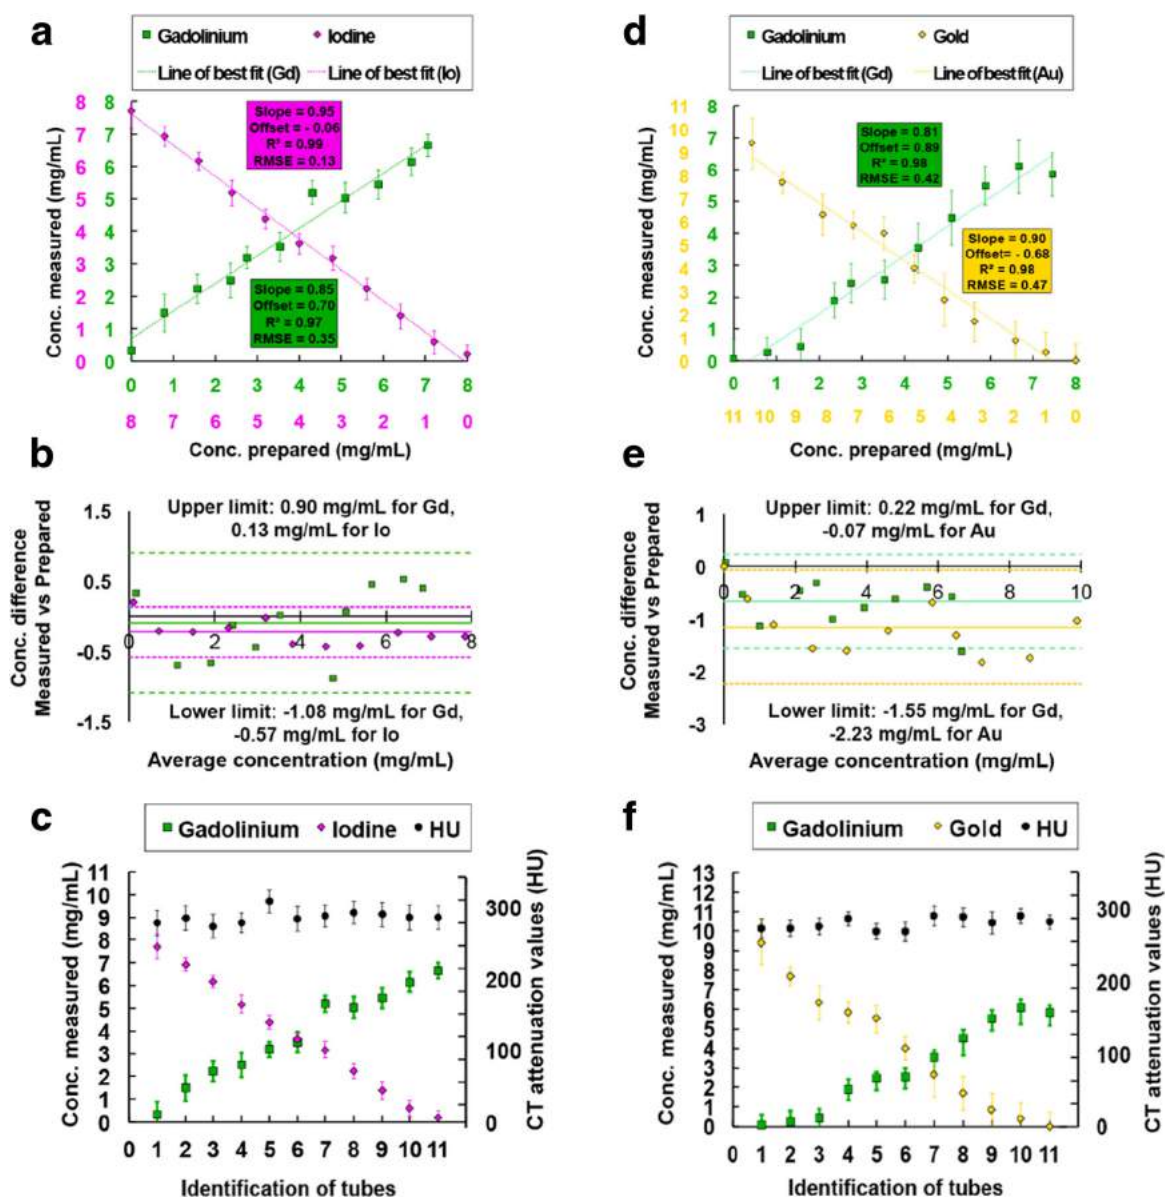 a
Gadolinium Iodine
Line of best fit (Gd) Line of best fit (Io)
Conc. measured (mg/mL)
8 8
7 7
6 6
5 5
4 4
3 3
2 2
1 1
0 0
Slope = 0.95
Offset = - 0.06
R² = 0.99
RMSE = 0.13
Slope = 0.85
Offset = 0.70
R² = 0.97
RMSE = 0.35
0 1 2 3 4 5 6 7 8
8 7 6 5 4 3 2 1 0
Conc. prepared (mg/mL)
d
Gadolinium Gold
Line of best fit (Gd) Line of best fit (Au)
Conc. measured (mg/mL)
11
10
9
8
7
6
5
4
3
2
1
0
8
7
6
5
4
3
2
1
0
Slope = 0.81
Offset = 0.89
R² = 0.98
RMSE = 0.42
Slope = 0.90
Offset= - 0.68
R² = 0.98
RMSE = 0.47
0 1 2 3 4 5 6 7 8
11 10 9 8 7 6 5 4 3 2 1 0
Conc. prepared (mg/mL)
b
Conc. difference
Measured vs Prepared
Upper limit: 0.90 mg/mL for Gd,
0.13 mg/mL for Io
1.5
0.5
-0.5
-1.5
0 2 4 6 8
Lower limit: -1.08 mg/mL for Gd,
-0.57 mg/mL for Io
Average concentration (mg/mL)
e
Conc. difference
Measured vs Prepared
Upper limit: 0.22 mg/mL for Gd,
-0.07 mg/mL for Au
1
0
-1
-2
-3
0 2 4 6 8 10
Lower limit: -1.55 mg/mL for Gd,
-2.23 mg/mL for Au
Average concentration (mg/mL)
c
Gadolinium Iodine HU
Conc. measured (mg/mL)
11
10
9
8
7
6
5
4
3
2
1
0
CT attenuation values (HU)
300
200
100
0
0 1 2 3 4 5 6 7 8 9 10 11
Identification of tubes
f
Gadolinium Gold HU
Conc. measured (mg/mL)
13
12
11
10
9
8
7
6
5
4
3
2
1
0
CT attenuation values (HU)
300
200
100
0
0 1 2 3 4 5 6 7 8 9 10 11
Identification of tubes